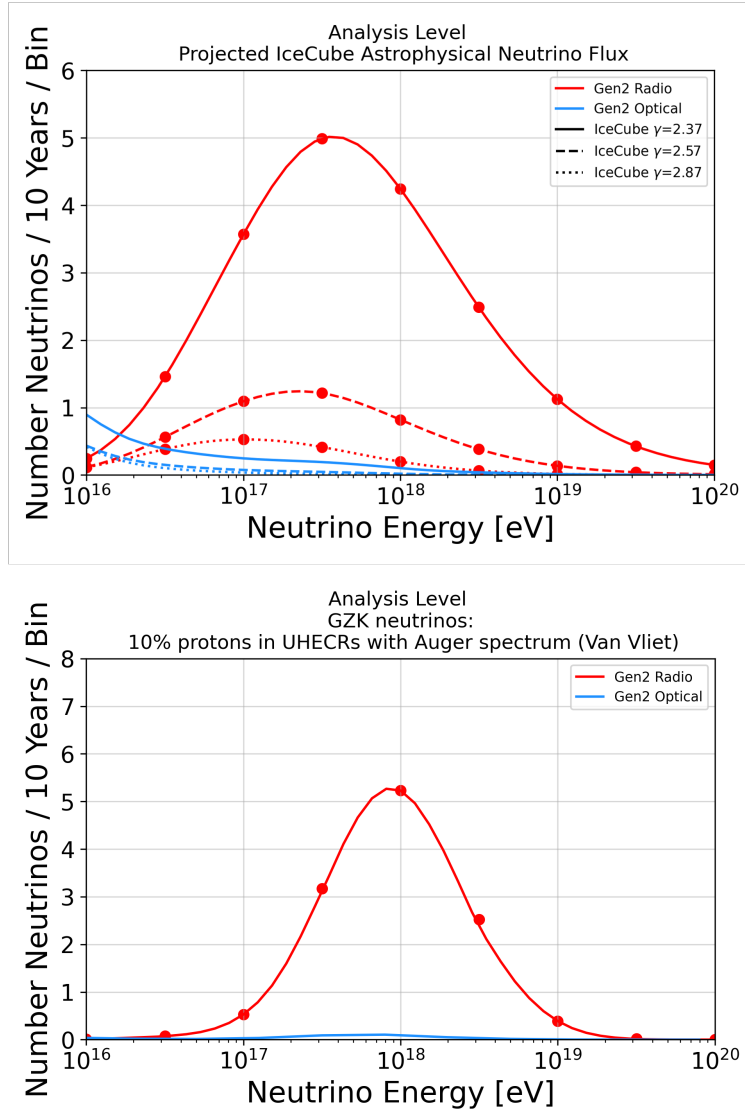 Analysis Level
Projected IceCube Astrophysical Neutrino Flux
Number Neutrinos / 10 Years / Bin
6
5
4
3
2
1
0
Gen2 Radio
Gen2 Optical
IceCube γ=2.37
IceCube γ=2.57
IceCube γ=2.87
10^16
10^17
10^18
10^19
10^20
Neutrino Energy [eV]
Analysis Level
GZK neutrinos:
10% protons in UHECRs with Auger spectrum (Van Vliet)
Number Neutrinos / 10 Years / Bin
8
7
6
5
4
3
2
1
0
Gen2 Radio
Gen2 Optical
10^16
10^17
10^18
10^19
10^20
Neutrino Energy [eV]